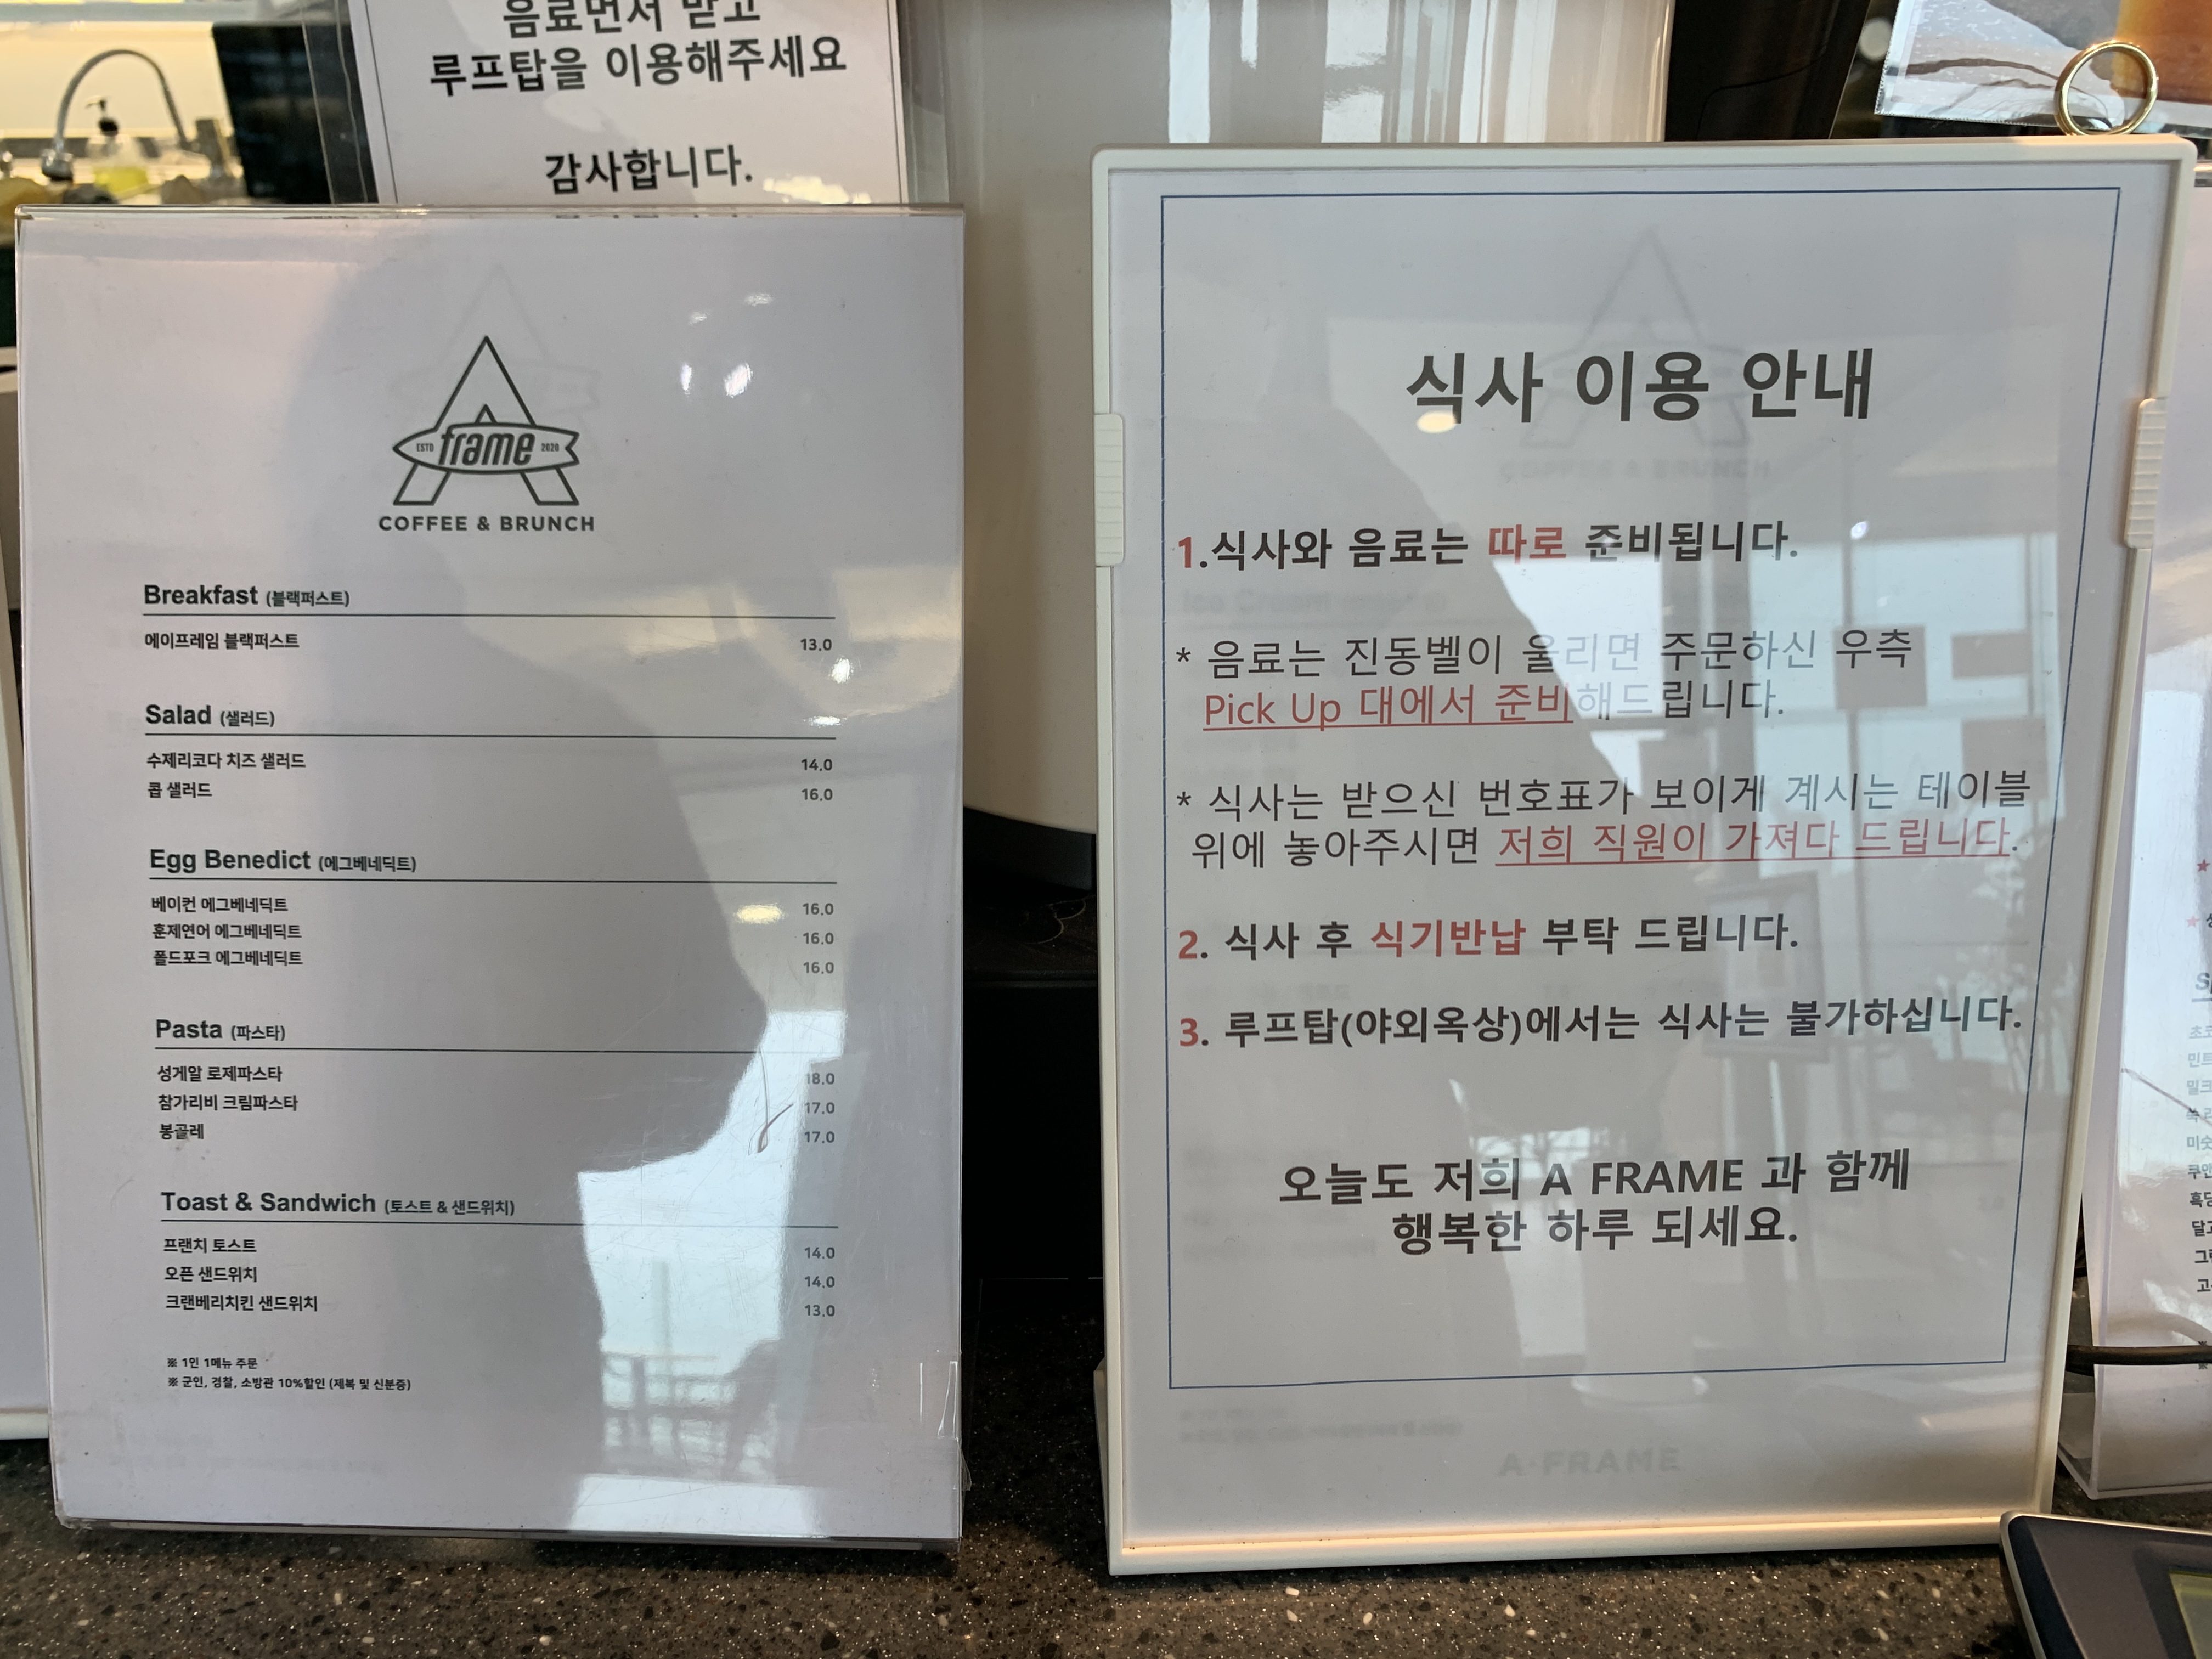 음료먼저 받고
루프탑을 이용해주세요
감사합니다.
ESTD frame 2020
COFFEE & BRUNCH
Breakfast (블랙퍼스트)
에이프레임 블랙퍼스트 13.0
Salad (샐러드)
수제리코다 치즈 샐러드 14.0
콥 샐러드 16.0
Egg Benedict (에그베네딕트)
베이컨 에그베네딕트 16.0
훈제연어 에그베네딕트 16.0
폴드포크 에그베네딕트 16.0
Pasta (파스타)
성게알 로제파스타 18.0
참가리비 크림파스타 17.0
봉골레 17.0
Toast & Sandwich (토스트 & 샌드위치)
프랜치 토스트 14.0
오픈 샌드위치 14.0
크랜베리치킨 샌드위치 13.0
※ 1인 1메뉴 주문
※ 군인, 경찰, 소방관 10%할인 (제복 및 신분증)
식사 이용 안내
1.식사와 음료는 따로 준비됩니다.
* 음료는 진동벨이 울리면 주문하신 우측
Pick Up 대에서 준비해드립니다.
* 식사는 받으신 번호표가 보이게 계시는 테이블
위에 놓아주시면 저희 직원이 가져다 드립니다.
2. 식사 후 식기반납 부탁 드립니다.
3. 루프탑(야외옥상)에서는 식사는 불가하십니다.
오늘도 저희 A FRAME 과 함께
행복한 하루 되세요.
A·FRAME